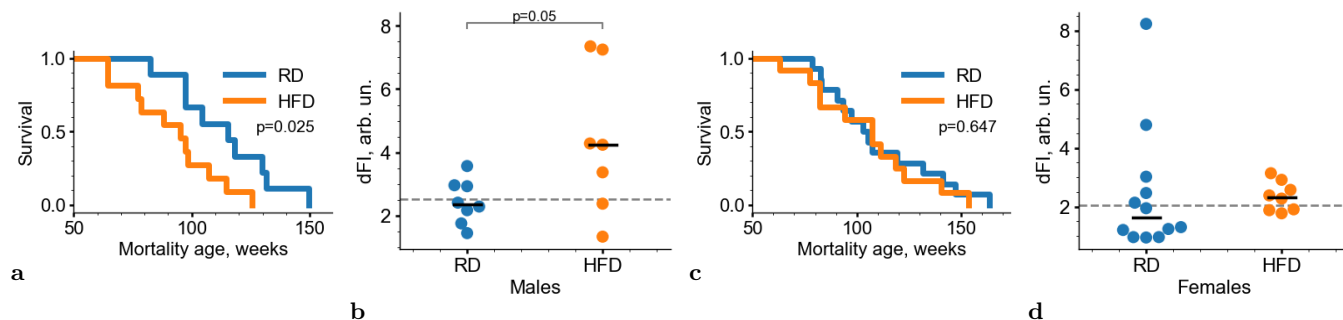 1.0
0.5
0.0
Survival
50
100
150
Mortality age, weeks
RD
HFD
p=0.025
a
8
6
4
2
dFI, arb. un.
p=0.05
RD
HFD
Males
b
1.0
0.5
0.0
Survival
50
100
150
Mortality age, weeks
RD
HFD
p=0.647
c
8
6
4
2
dFI, arb. un.
RD
HFD
Females
d